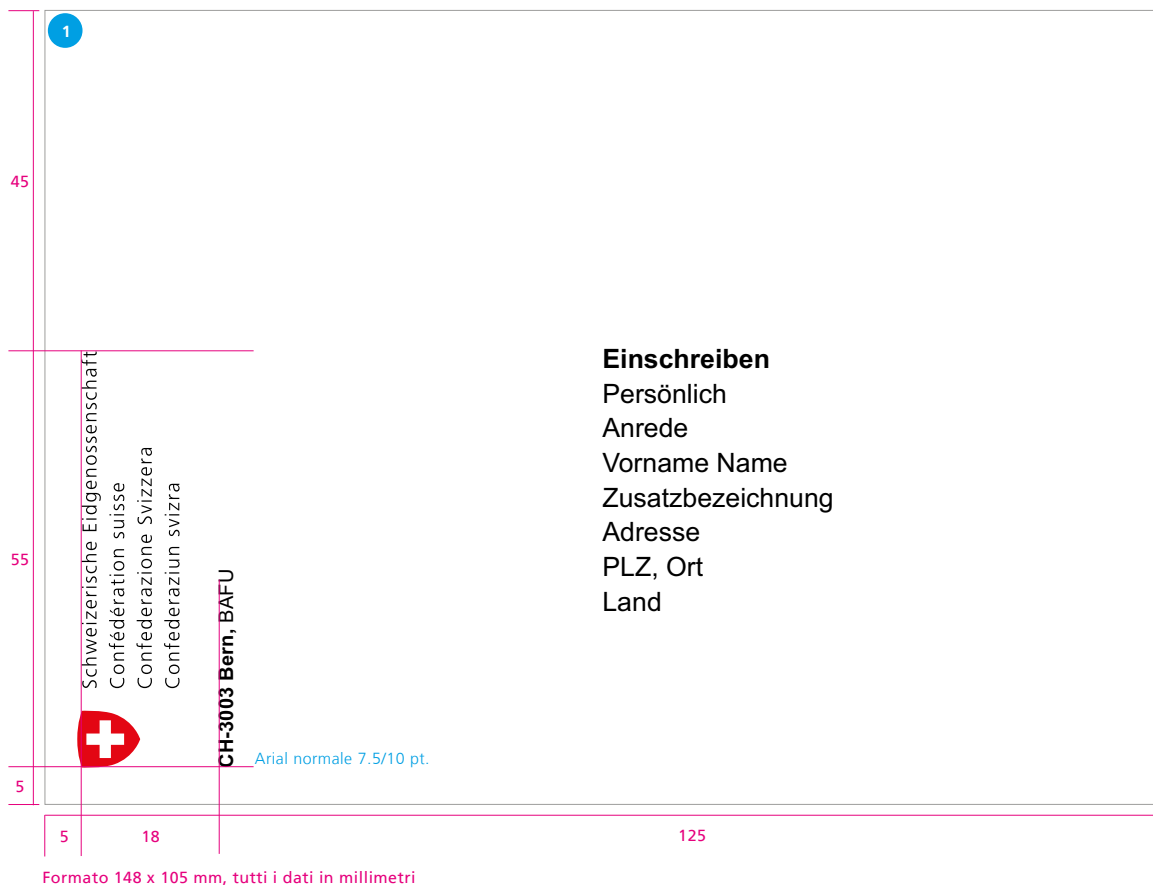 1
45
55
5
Schweizerische Eidgenossenschaft
Confédération suisse
Confederazione Svizzera
Confederaziun svizra
CH-3003 Bern, BAFU
Arial normale 7.5/10 pt.
Einschreiben
Persönlich
Anrede
Vorname Name
Zusatzbezeichnung
Adresse
PLZ, Ort
Land
5 18 125
Formato 148 x 105 mm, tutti i dati in millimetri